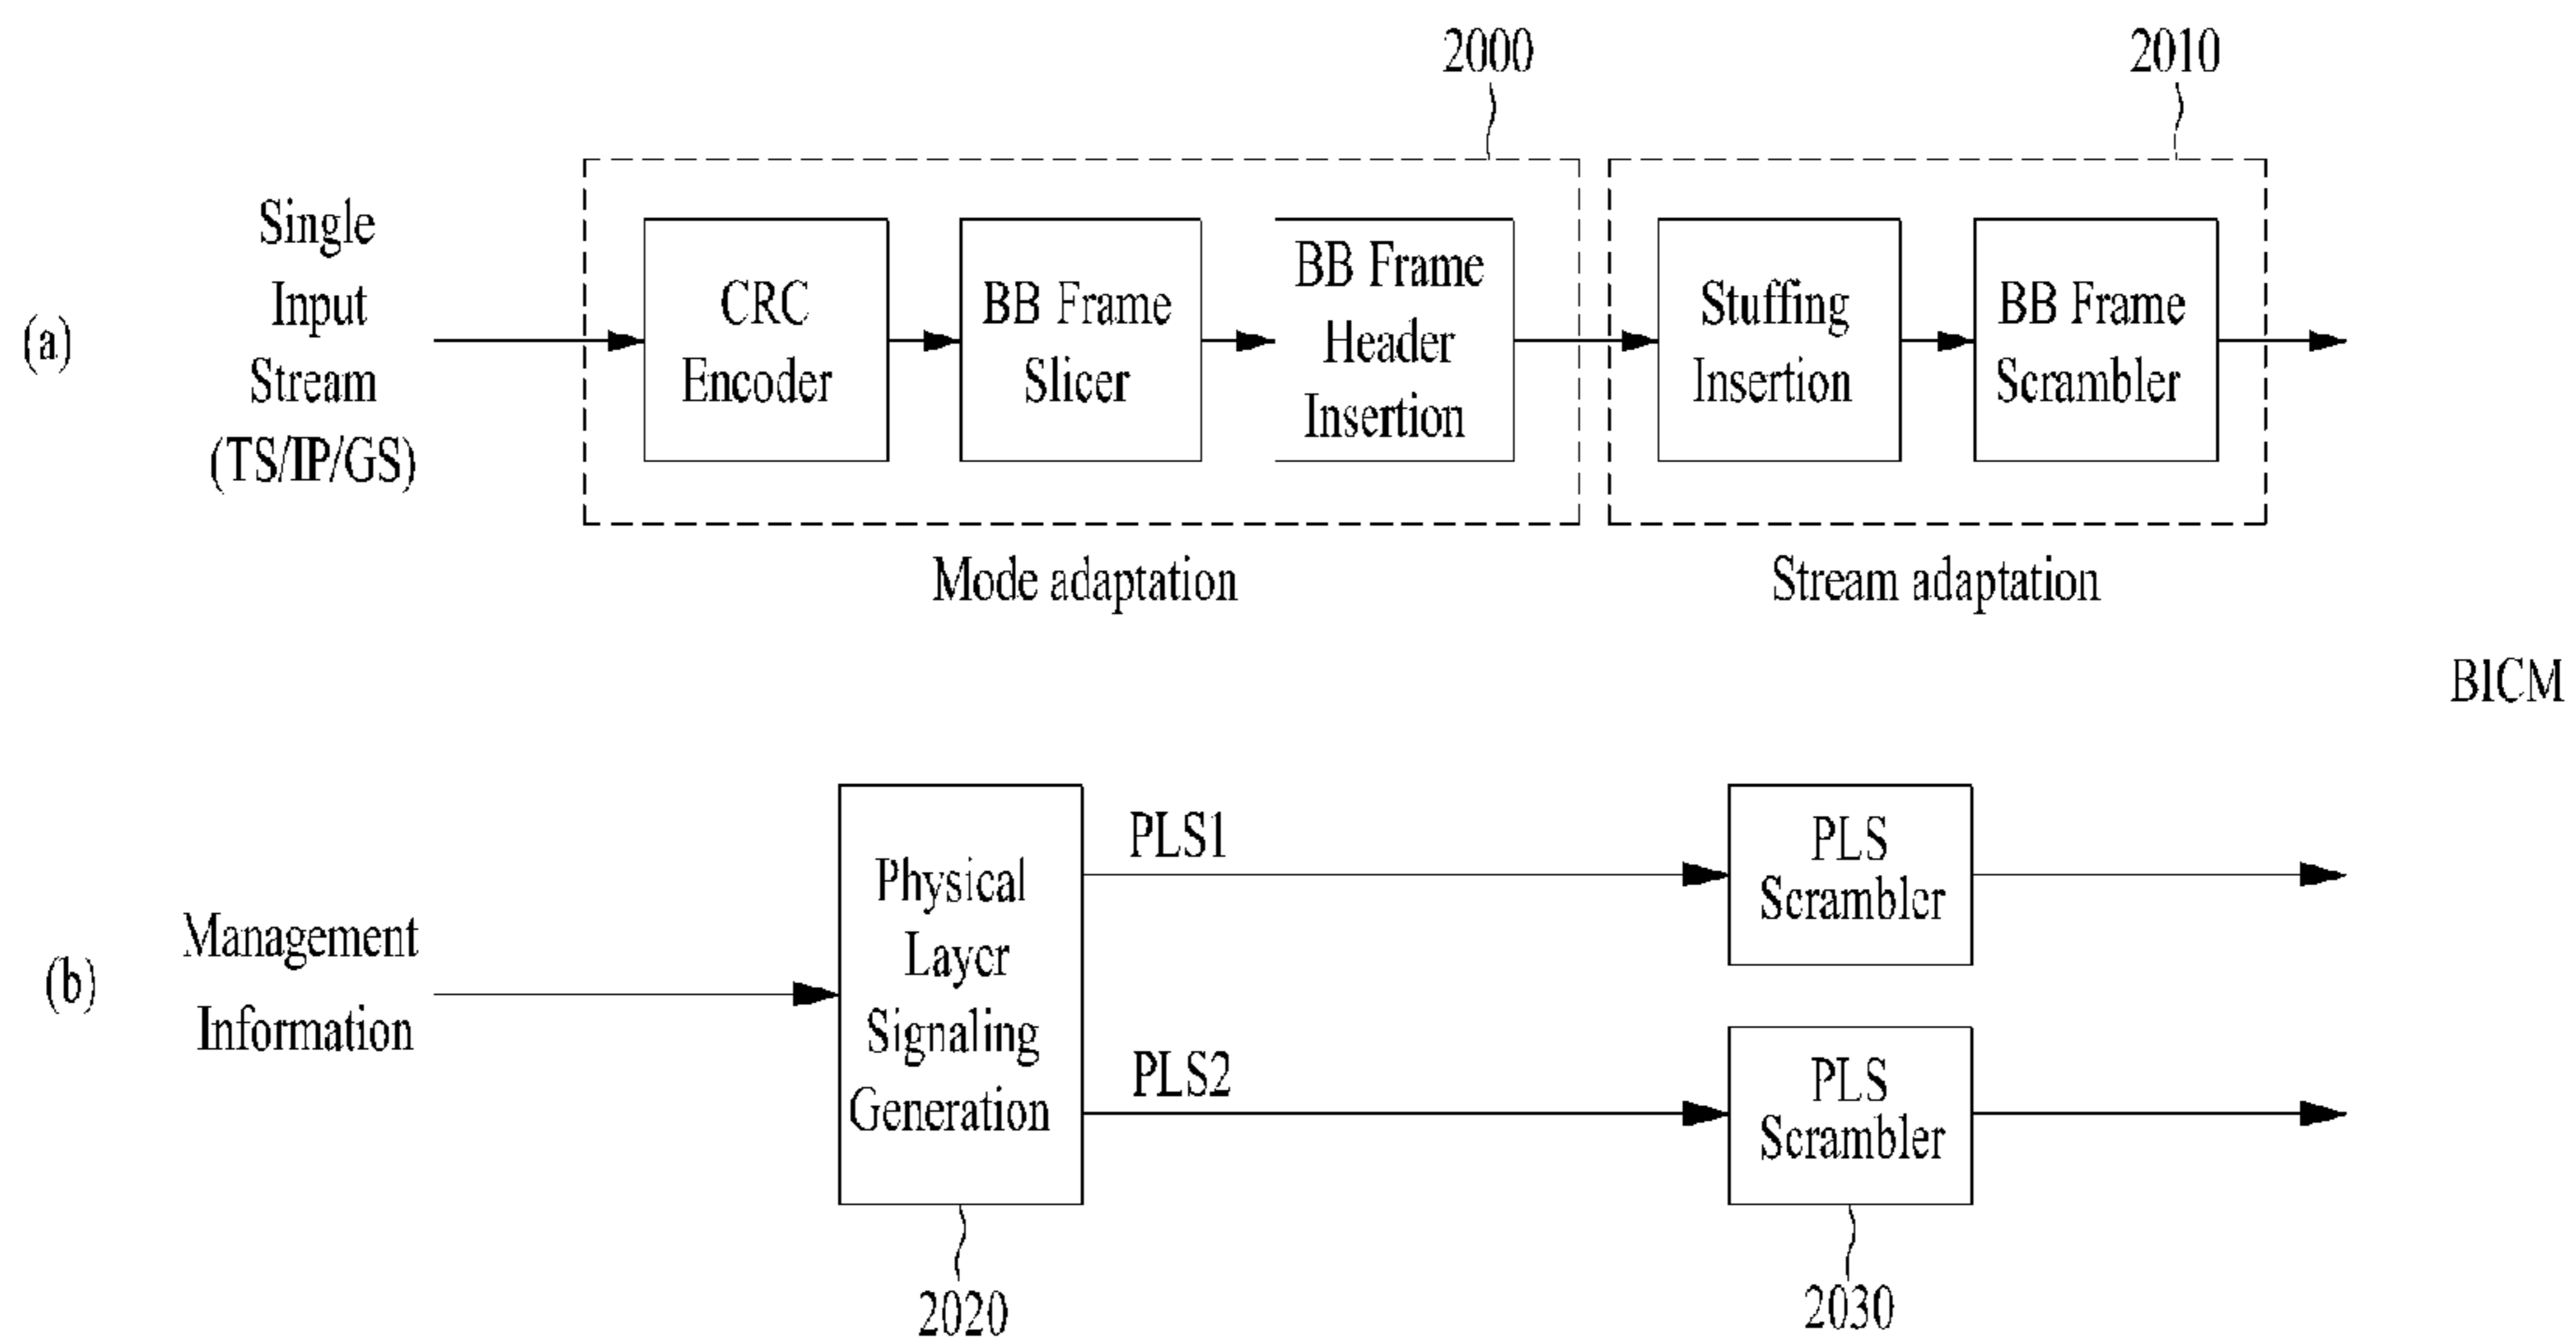 2000
2010
(a)
Single
Input
Stream
(TS/IP/GS)
CRC
Encoder
BB Frame
Slicer
BB Frame
Header
Insertion
Stuffing
Insertion
BB Frame
Scrambler
Mode adaptation
Stream adaptation
BICM
(b)
Management
Information
Physical
Layer
Signaling
Generation
PLS1
PLS2
PLS
Scrambler
PLS
Scrambler
2020
2030